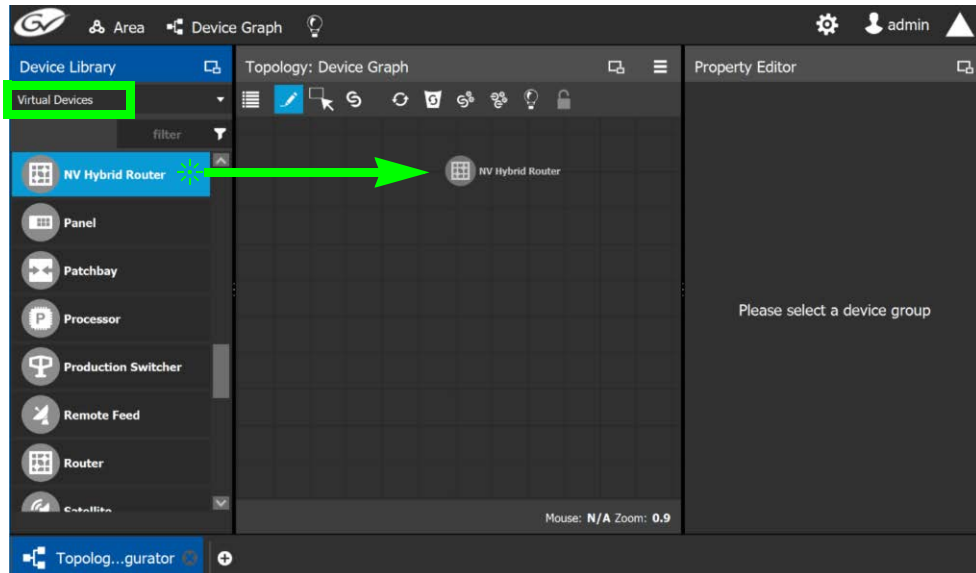 GV Area Device Graph admin
Device Library
Topology: Device Graph
Property Editor
Virtual Devices
filter
NV Hybrid Router
NV Hybrid Router
Panel
Patchbay
P Processor
Please select a device group
Production Switcher
Remote Feed
Router
Satellite
Mouse: N/A Zoom: 0.9
Topolog...gurator